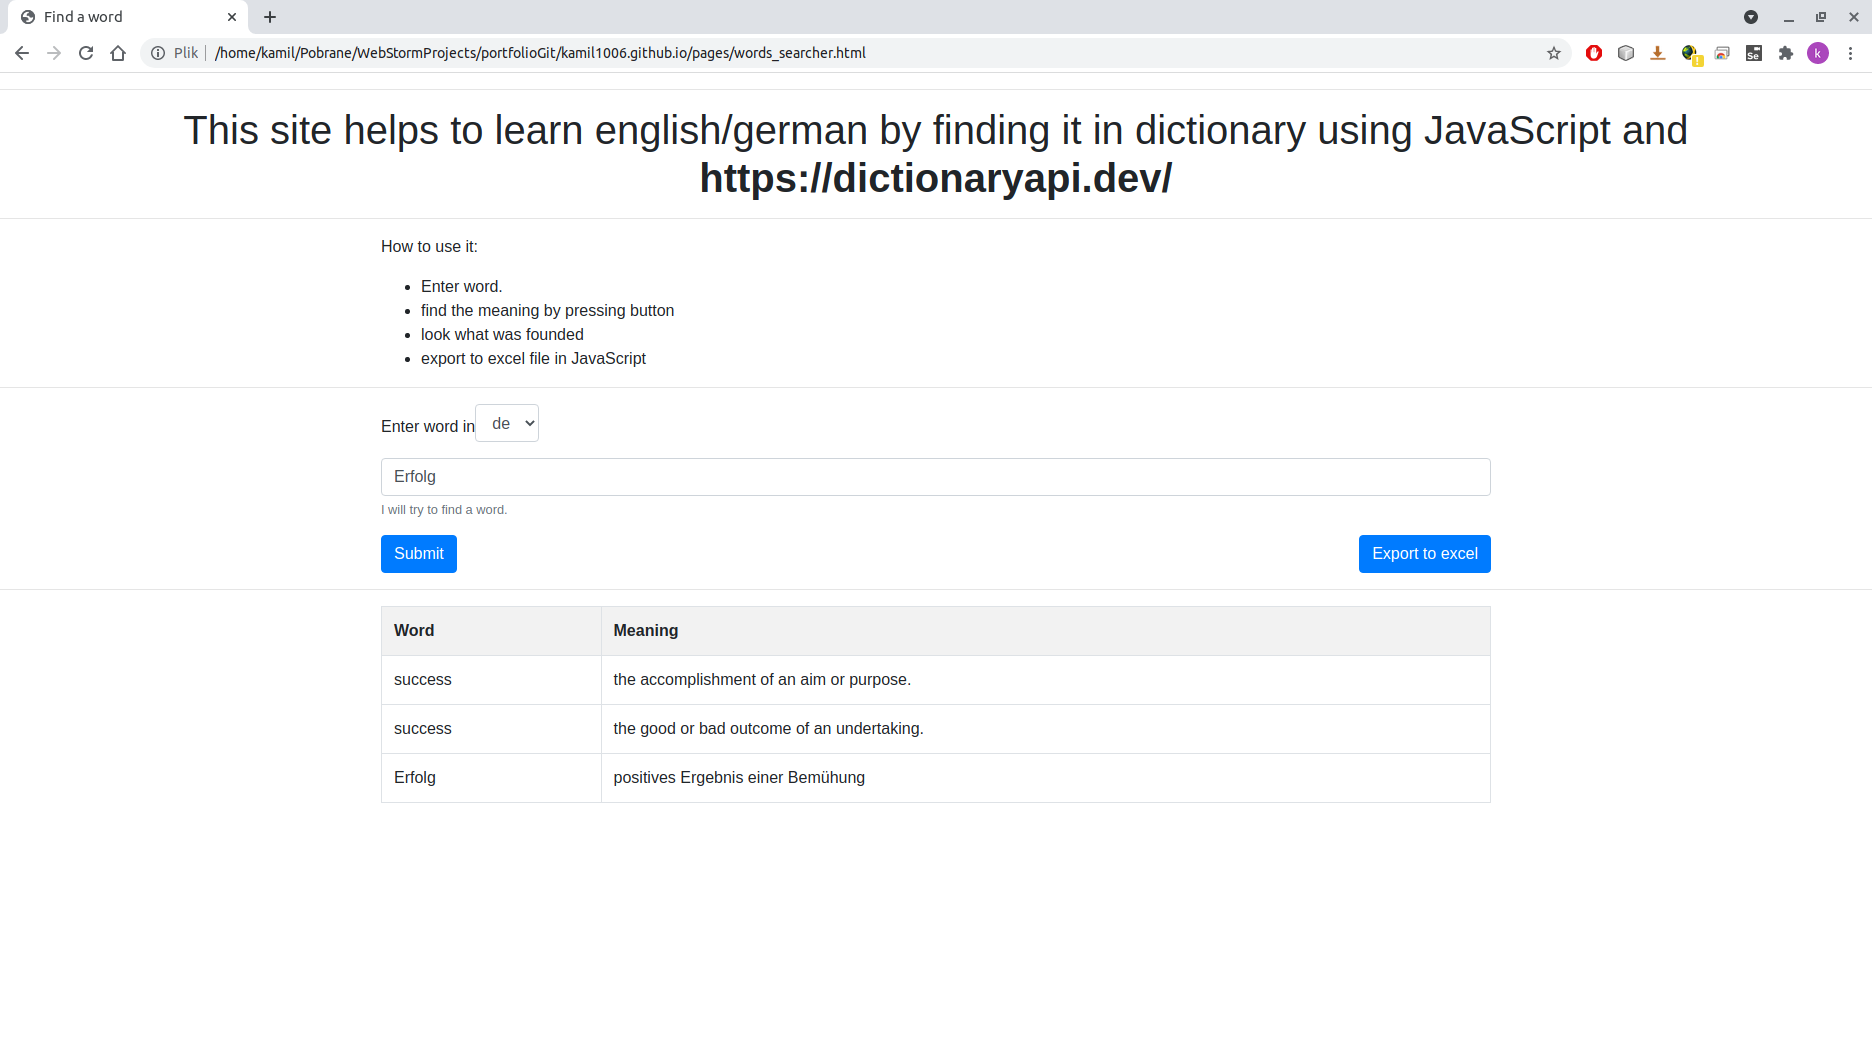 Find a word
Plik /home/kamil/Pobrane/WebStormProjects/portfolioGit/kamil1006.github.io/pages/words_searcher.html
Se
k
This site helps to learn english/german by finding it in dictionary using JavaScript and
https://dictionaryapi.dev/
How to use it:
Enter word.
find the meaning by pressing button
look what was founded
export to excel file in JavaScript
Enter word in de
Erfolg
I will try to find a word.
Submit Export to excel
Word Meaning
success the accomplishment of an aim or purpose.
success the good or bad outcome of an undertaking.
Erfolg positives Ergebnis einer Bemühung